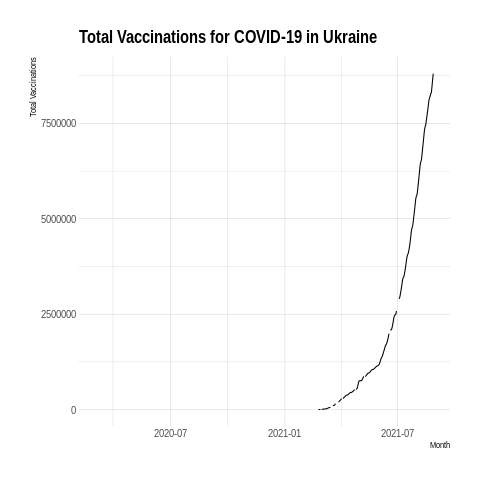 Total Vaccinations for COVID-19 in Ukraine
Total Vaccinations
7500000
5000000
2500000
0
2020-07 2021-01 2021-07
Month